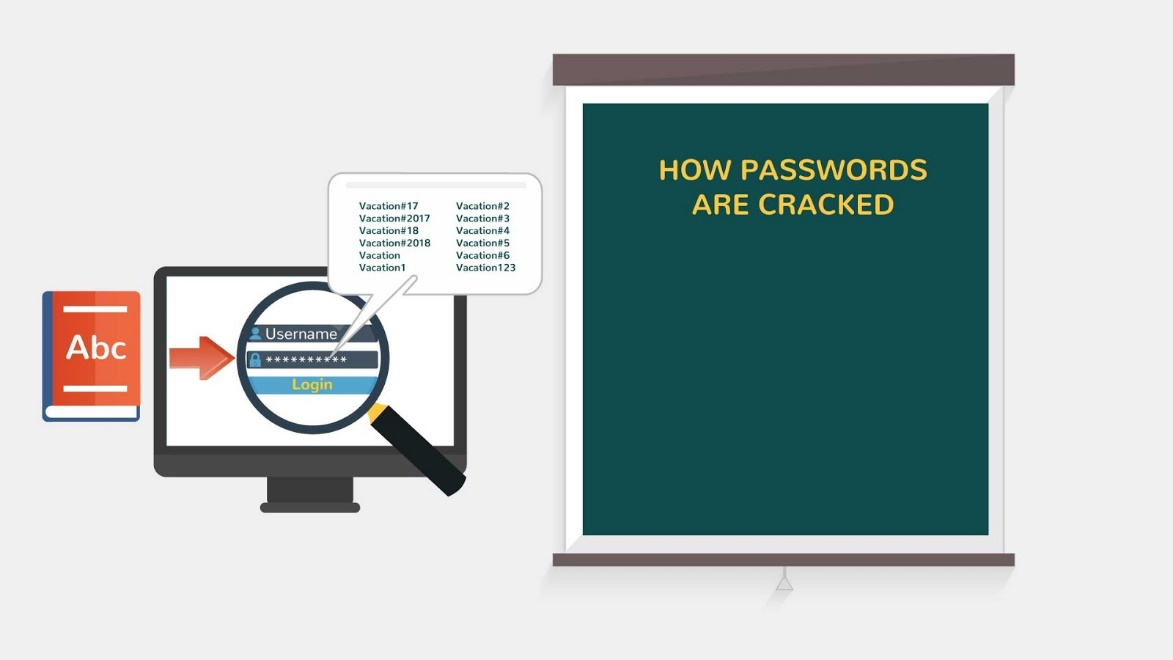 HOW PASSWORDS
ARE CRACKED
Vacation#17
Vacation#2017
Vacation#18
Vacation#2018
Vacation
Vacation1
Vacation#2
Vacation#3
Vacation#4
Vacation#5
Vacation#6
Vacation123
Abc
Username
**********
Login